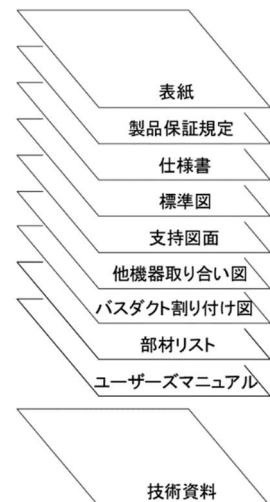 表紙
製品保証規定
仕様書
標準図
支持図面
他機器取り合い図
バスダクト割り付け図
部材リスト
ユーザーズマニュアル
技術資料